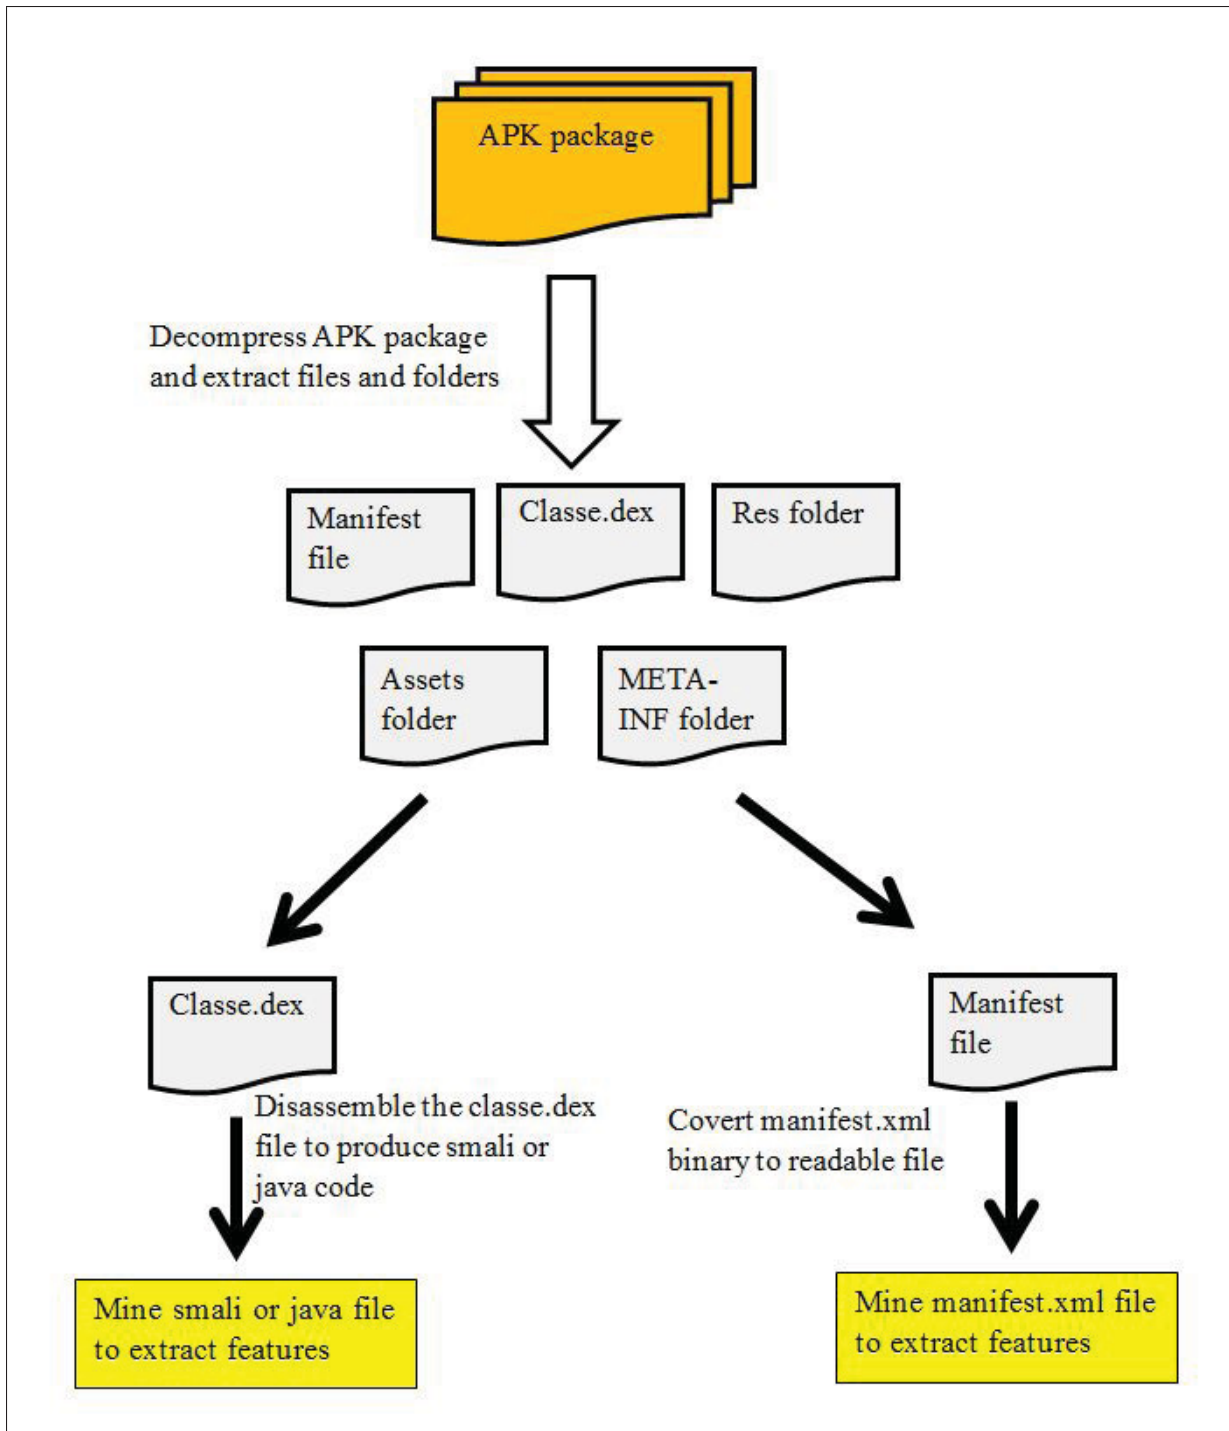 APK package
Decompress APK package
and extract files and folders
Manifest
file
Classe.dex
Res folder
Assets
folder
META-
INF folder
Classe.dex
Manifest
file
Disassemble the classe.dex
file to produce smali or
java code
Covert manifest.xml
binary to readable file
Mine smali or java file
to extract features
Mine manifest.xml file
to extract features